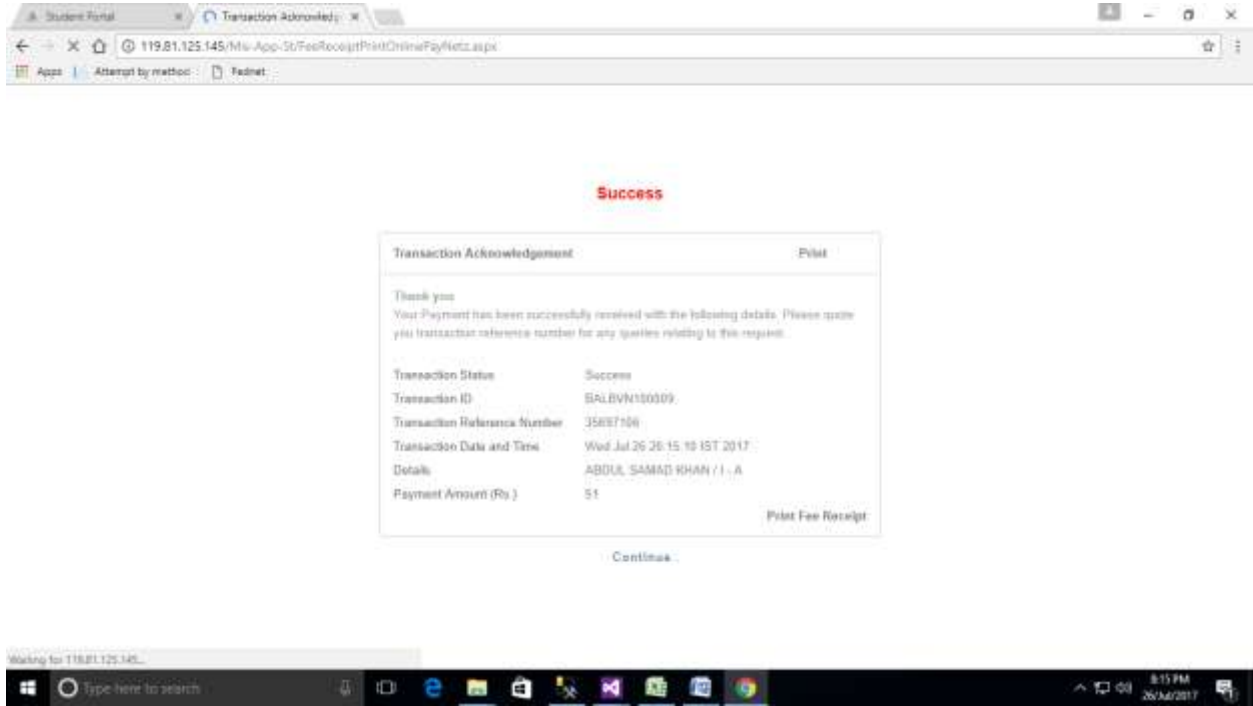 Student Portal
Transaction Acknowledg
119.81.125.145/Mis-App-St/FeeReceiptPrintOnlinePayNetz.aspx
Apps Attempt by method Fednet
Success
Transaction Acknowledgement Print
Thank you
Your Payment has been successfully received with the following details. Please quote
you transaction reference number for any queries relating to this request.
Transaction Status Success
Transaction ID BALBVN100009
Transaction Reference Number 35697106
Transaction Date and Time Wed Jul 26 20:15:10 IST 2017
Details ABDUL SAMAD KHAN / I - A
Payment Amount (Rs.) 51
Print Fee Receipt
Continue
Waiting for 119.81.125.145...
Type here to search
8:15 PM
26/Jul/2017